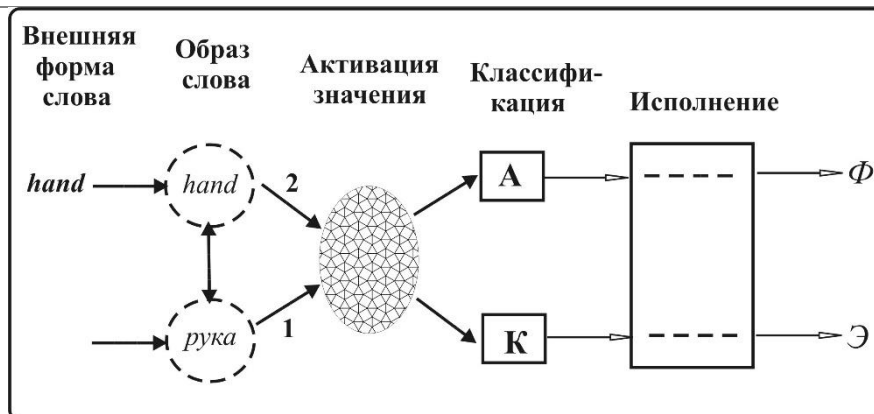 Внешняя
форма
слова
Образ
слова
Активация
значения
Классифи-
кация
Исполнение
hand
hand
2
А
Ф
рука
1
К
Э